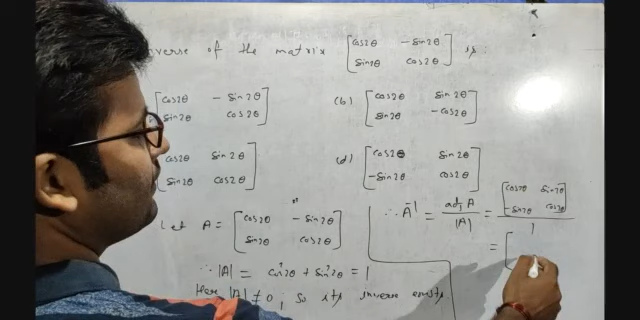 nverse of the matrix [cos2θ -sin2θ; sin2θ cos2θ] is:
[cos2θ -sin2θ; sin2θ cos2θ] (b) [cos2θ sin2θ; sin2θ -cos2θ]
[cos2θ sin2θ; sin2θ cos2θ] (d) [cos2θ sin2θ; -sin2θ cos2θ]
Let A = [cos2θ -sin2θ; sin2θ cos2θ]
∵ |A| = cos²2θ + sin²2θ = 1
Here |A| ≠ 0, So its inverse exists
∴ A⁻¹ = adj A / |A| = [cos2θ sin2θ; -sin2θ cos2θ] / 1
= [